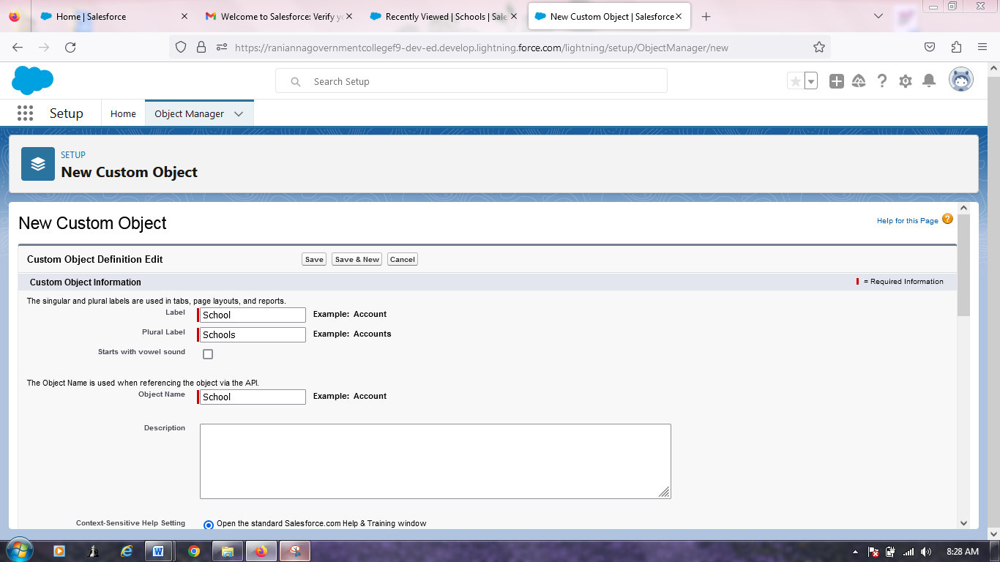 Home | Salesforce
Welcome to Salesforce: Verify yo
Recently Viewed | Schools | Sale
New Custom Object | Salesforce
https://raniannagovernmentcollegef9-dev-ed.develop.lightning.force.com/lightning/setup/ObjectManager/new
Search Setup
Setup
Home
Object Manager
SETUP
New Custom Object
New Custom Object
Help for this Page
Custom Object Definition Edit
Save
Save & New
Cancel
Custom Object Information
= Required Information
The singular and plural labels are used in tabs, page layouts, and reports.
Label
School
Example: Account
Plural Label
Schools
Example: Accounts
Starts with vowel sound
The Object Name is used when referencing the object via the API.
Object Name
School
Example: Account
Description
Context-Sensitive Help Setting
Open the standard Salesforce.com Help & Training window
8:28 AM